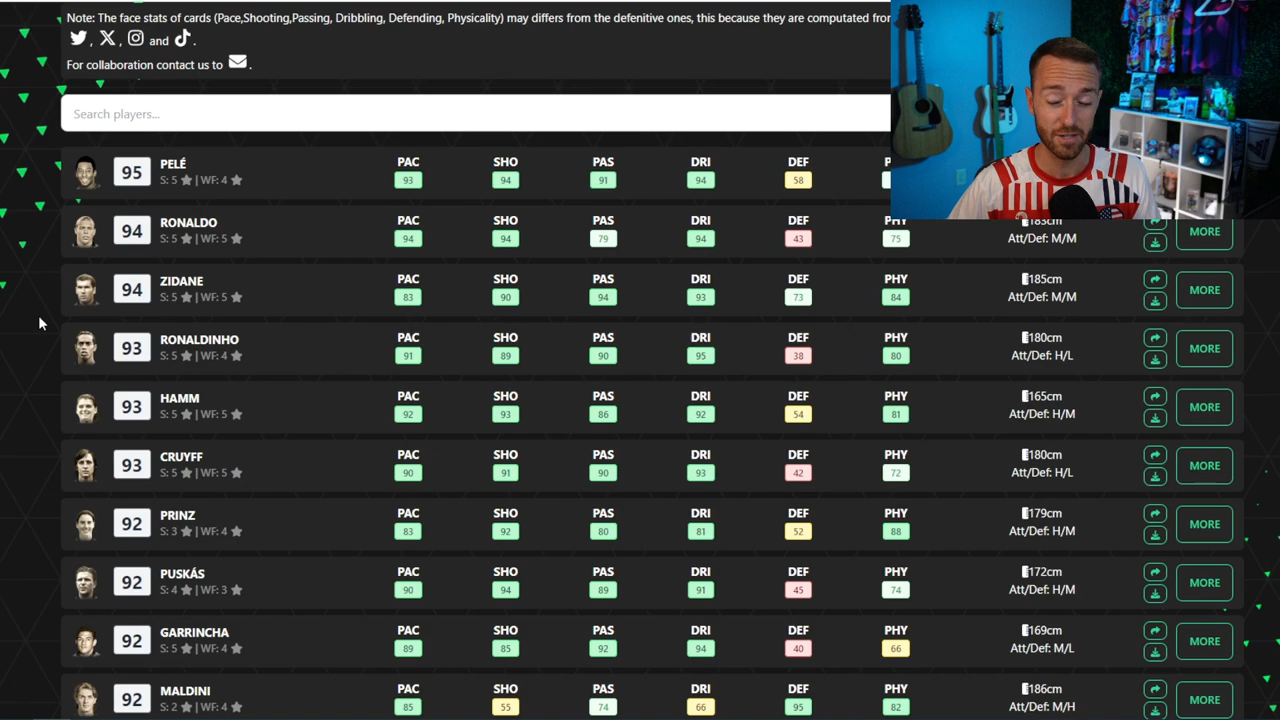 Note: The face stats of cards (Pace,Shooting,Passing, Dribbling, Defending, Physicality) may differs from the defenitive ones, this because they are computated from
, , and .
For collaboration contact us to .
Search players...
95 PELÉ PAC SHO PAS DRI DEF
S: 5 | WF: 4 93 94 91 94 58
94 RONALDO PAC SHO PAS DRI DEF PHY 183cm
S: 5 | WF: 5 94 94 79 94 43 75 Att/Def: M/M MORE
94 ZIDANE PAC SHO PAS DRI DEF PHY 185cm
S: 5 | WF: 5 83 90 94 93 73 84 Att/Def: M/M MORE
93 RONALDINHO PAC SHO PAS DRI DEF PHY 180cm
S: 5 | WF: 4 91 89 90 95 38 80 Att/Def: H/L MORE
93 HAMM PAC SHO PAS DRI DEF PHY 165cm
S: 5 | WF: 5 92 93 86 92 54 81 Att/Def: H/M MORE
93 CRUYFF PAC SHO PAS DRI DEF PHY 180cm
S: 5 | WF: 5 90 91 90 93 42 72 Att/Def: H/L MORE
92 PRINZ PAC SHO PAS DRI DEF PHY 179cm
S: 3 | WF: 4 83 92 80 81 52 88 Att/Def: H/M MORE
92 PUSKÁS PAC SHO PAS DRI DEF PHY 172cm
S: 4 | WF: 3 90 94 89 91 45 74 Att/Def: H/M MORE
92 GARRINCHA PAC SHO PAS DRI DEF PHY 169cm
S: 5 | WF: 4 89 85 92 94 40 66 Att/Def: M/L MORE
92 MALDINI PAC SHO PAS DRI DEF PHY 186cm
S: 2 | WF: 4 85 55 74 66 95 82 Att/Def: M/H MORE